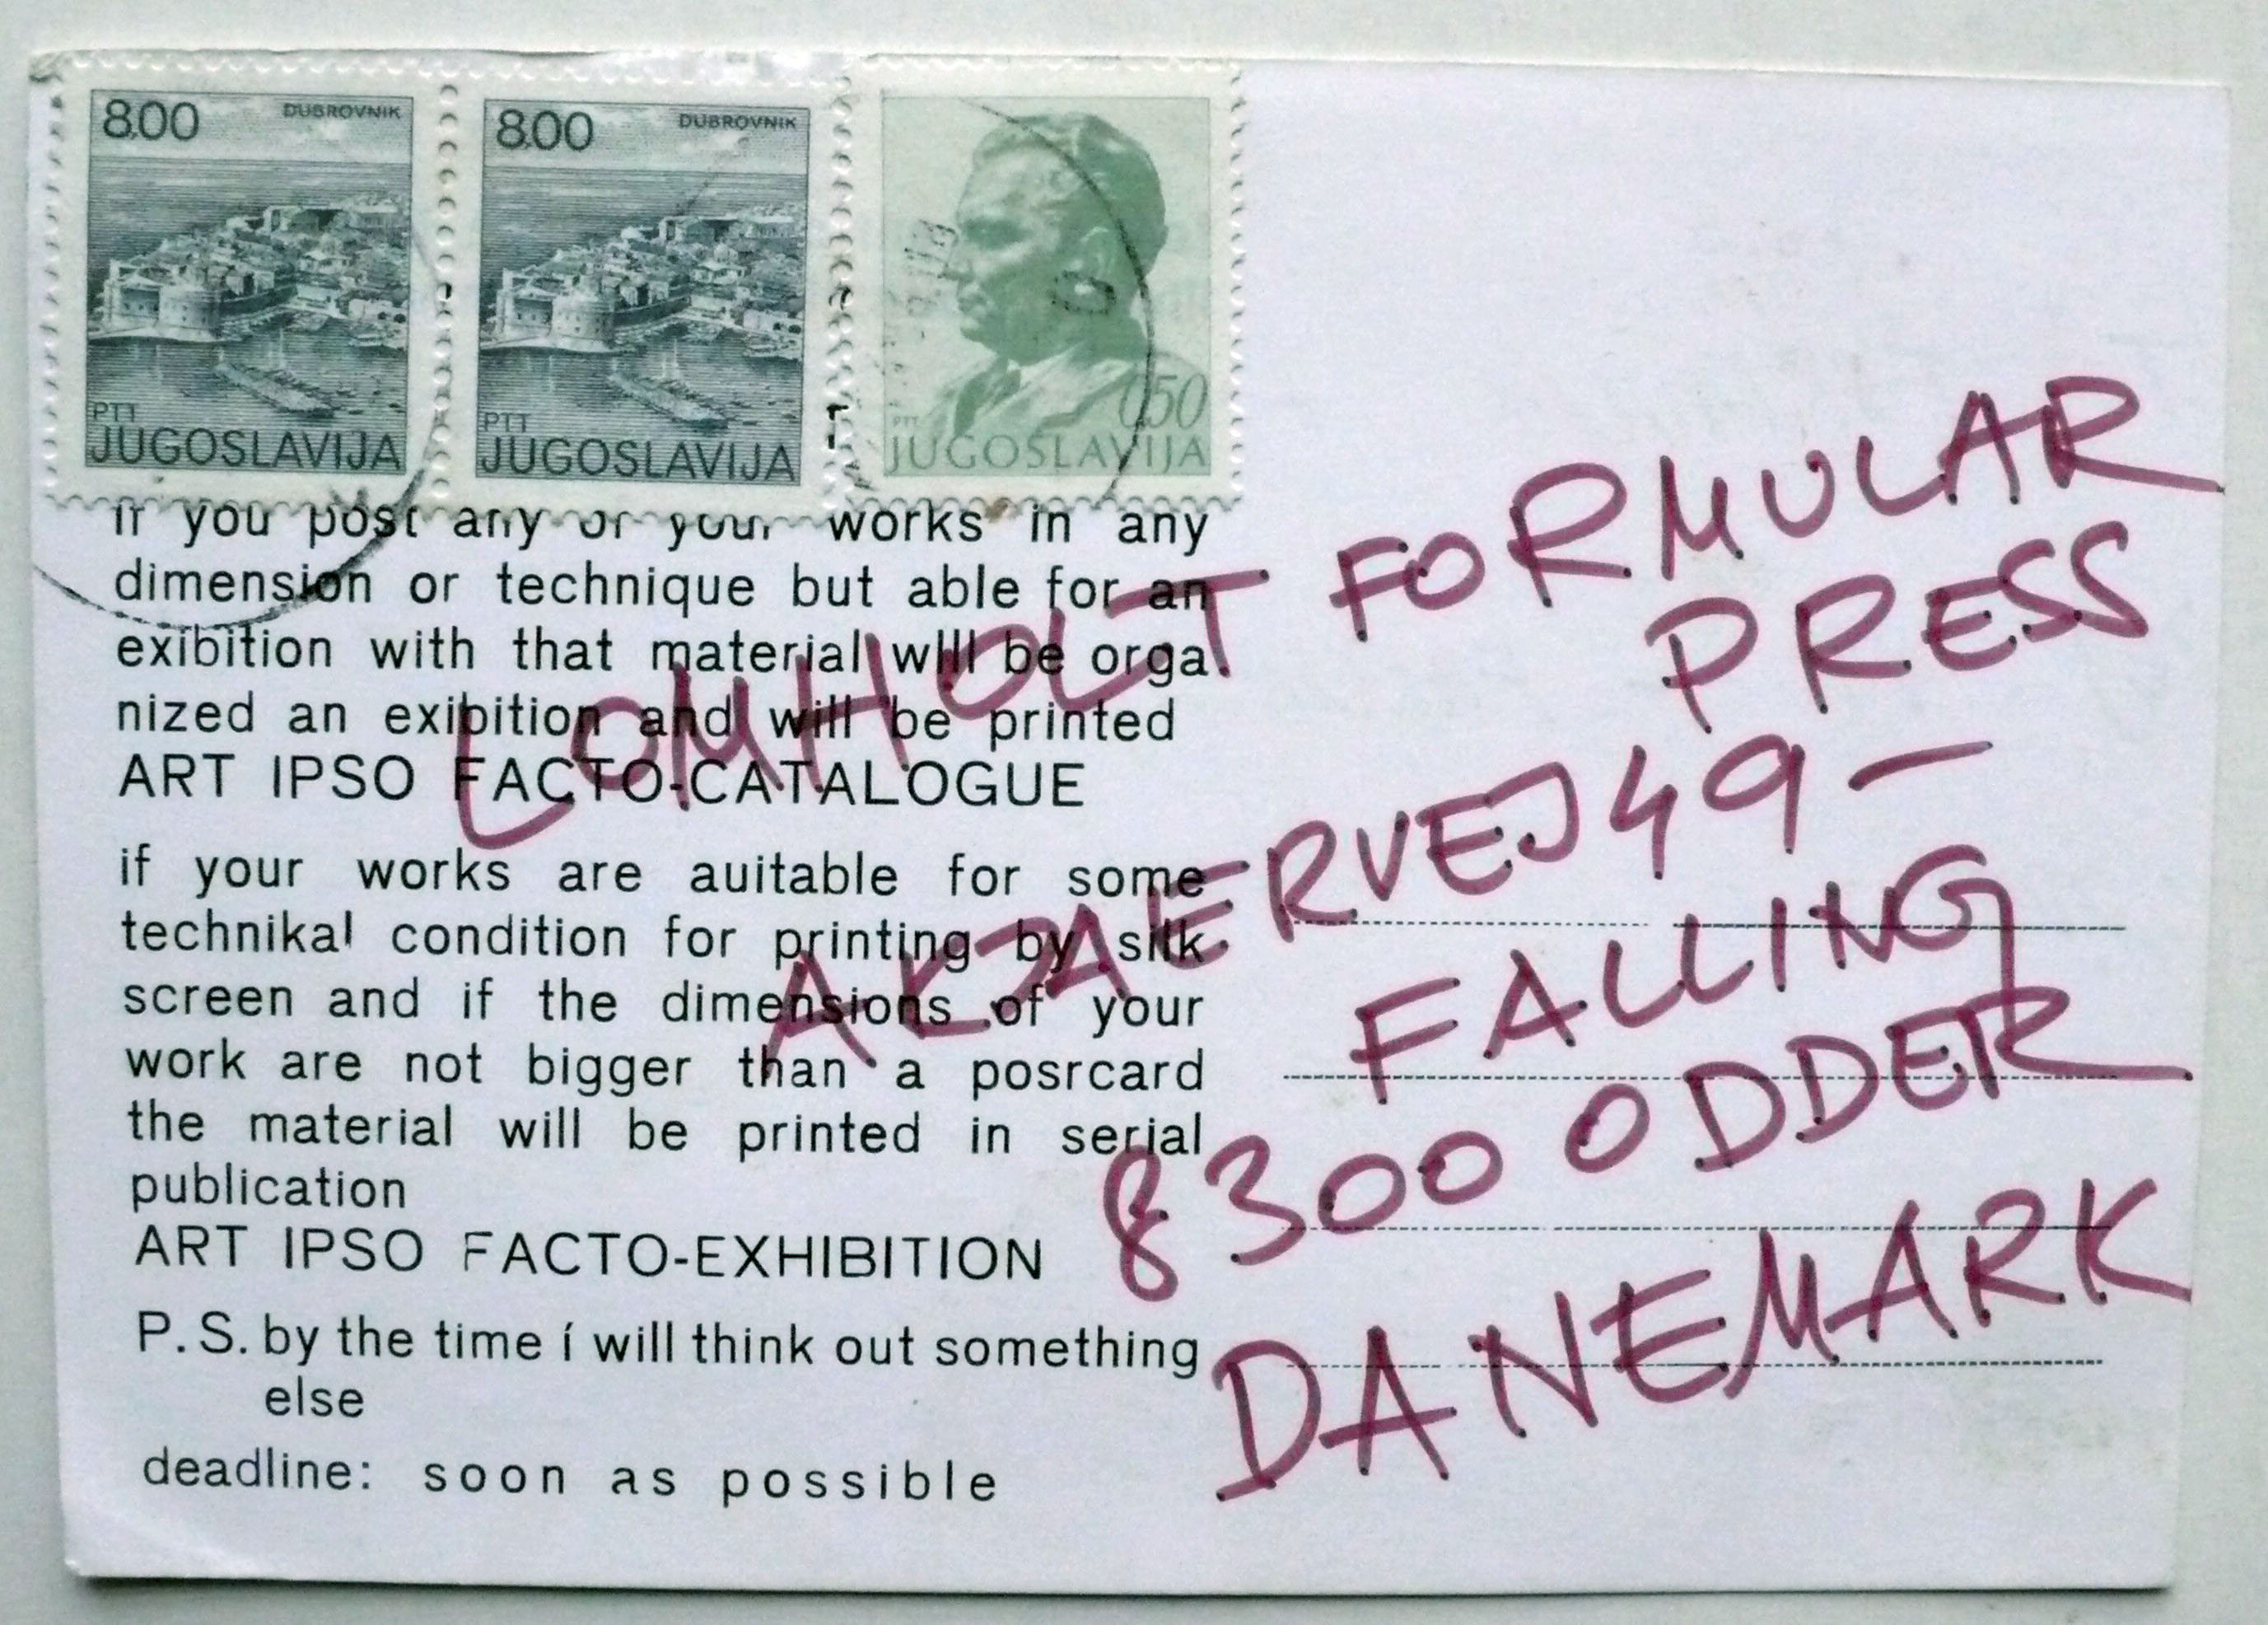 8.00 DUBROVNIK
PTT
JUGOSLAVIJA
8.00 DUBROVNIK
PTT
JUGOSLAVIJA
0.50
PTT
JUGOSLAVIJA
if you post any of your works in any
dimension or technique but able for an
exibition with that material wlll be orga.
nized an exibition and will be printed
ART IPSO FACTO-CATALOGUE
if your works are auitable for some
technikal condition for printing by silk
screen and if the dimensions of your
work are not bigger than a posrcard
the material will be printed in serial
publication
ART IPSO FACTO-EXHIBITION
P.S. by the time i will think out something
else
deadline: soon as possible
LOMHOLT FORMULAR
PRESS
AKZAERVEJ 49-
FALLING
8300 ODDER
DANEMARK